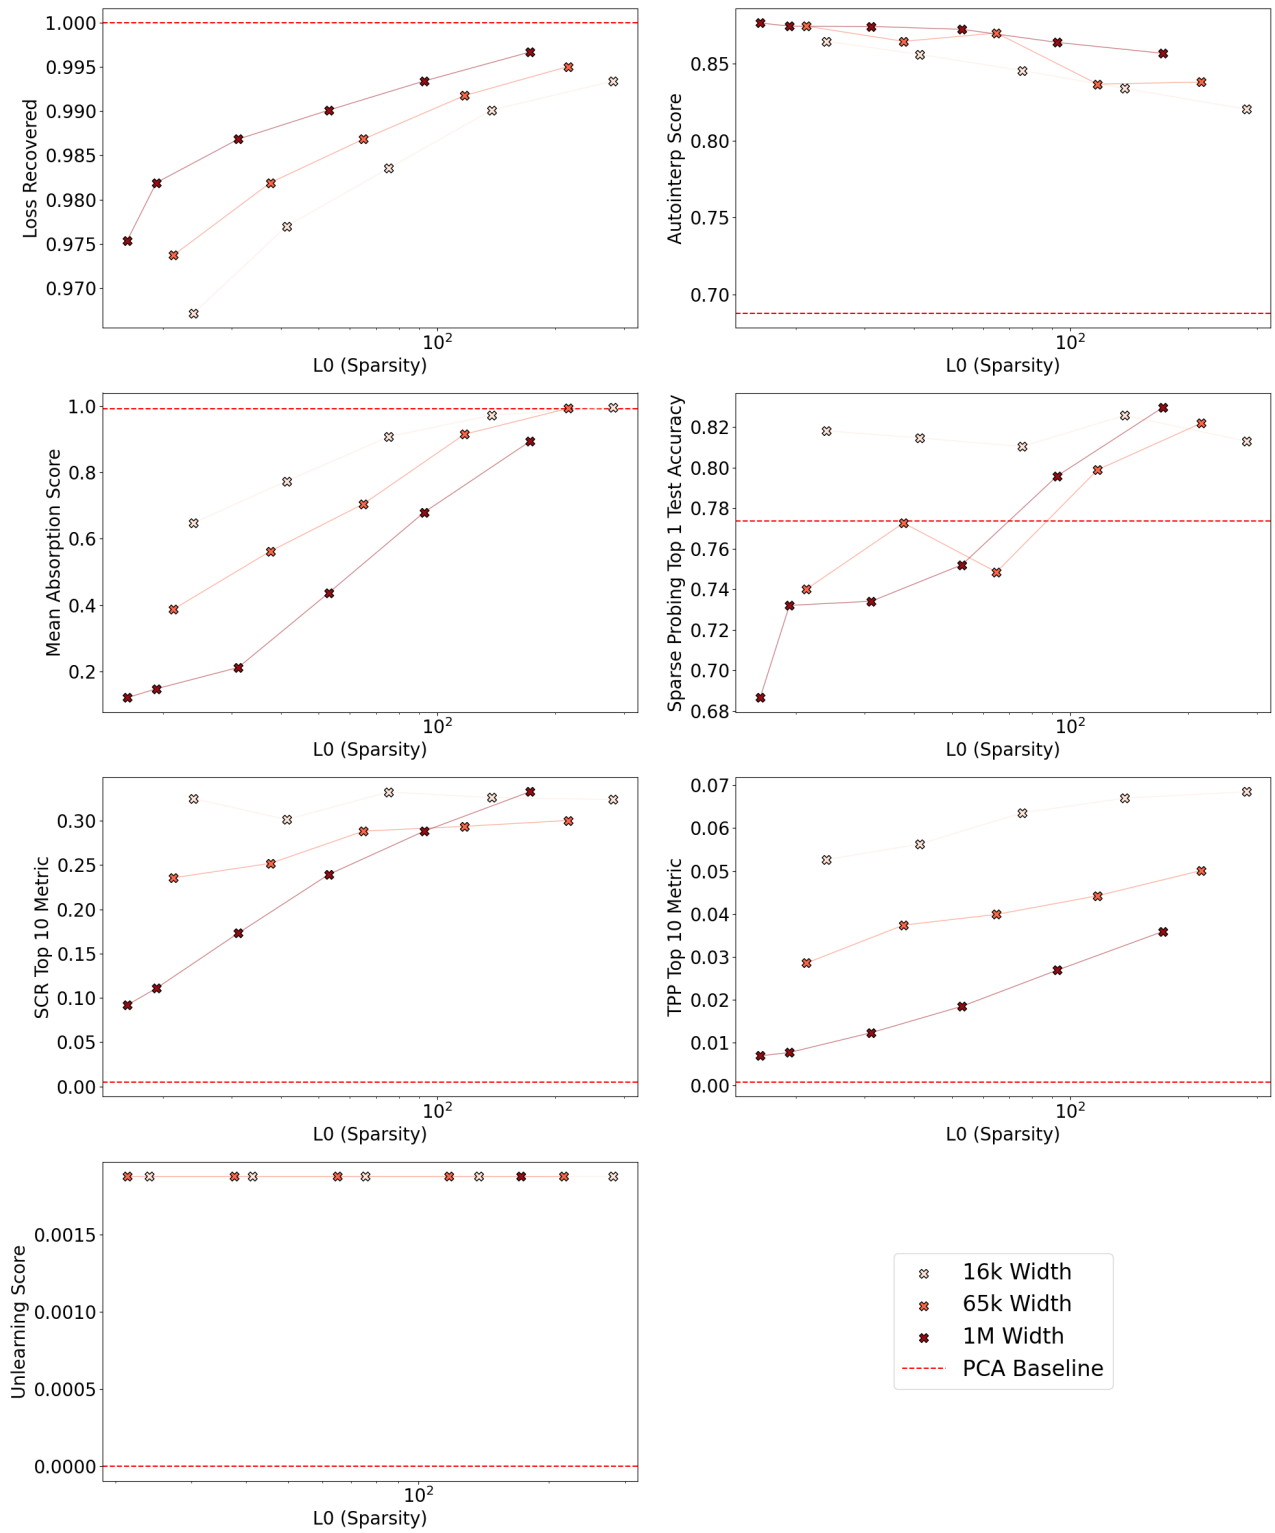 Loss Recovered
1.000
0.995
0.990
0.985
0.980
0.975
0.970
10²
L0 (Sparsity)
Autointerp Score
0.85
0.80
0.75
0.70
10²
L0 (Sparsity)
Mean Absorption Score
1.0
0.8
0.6
0.4
0.2
10²
L0 (Sparsity)
Sparse Probing Top 1 Test Accuracy
0.82
0.80
0.78
0.76
0.74
0.72
0.70
0.68
10²
L0 (Sparsity)
SCR Top 10 Metric
0.30
0.25
0.20
0.15
0.10
0.05
0.00
10²
L0 (Sparsity)
TPP Top 10 Metric
0.07
0.06
0.05
0.04
0.03
0.02
0.01
0.00
10²
L0 (Sparsity)
Unlearning Score
0.0015
0.0010
0.0005
0.0000
10²
L0 (Sparsity)
16k Width
65k Width
1M Width
PCA Baseline